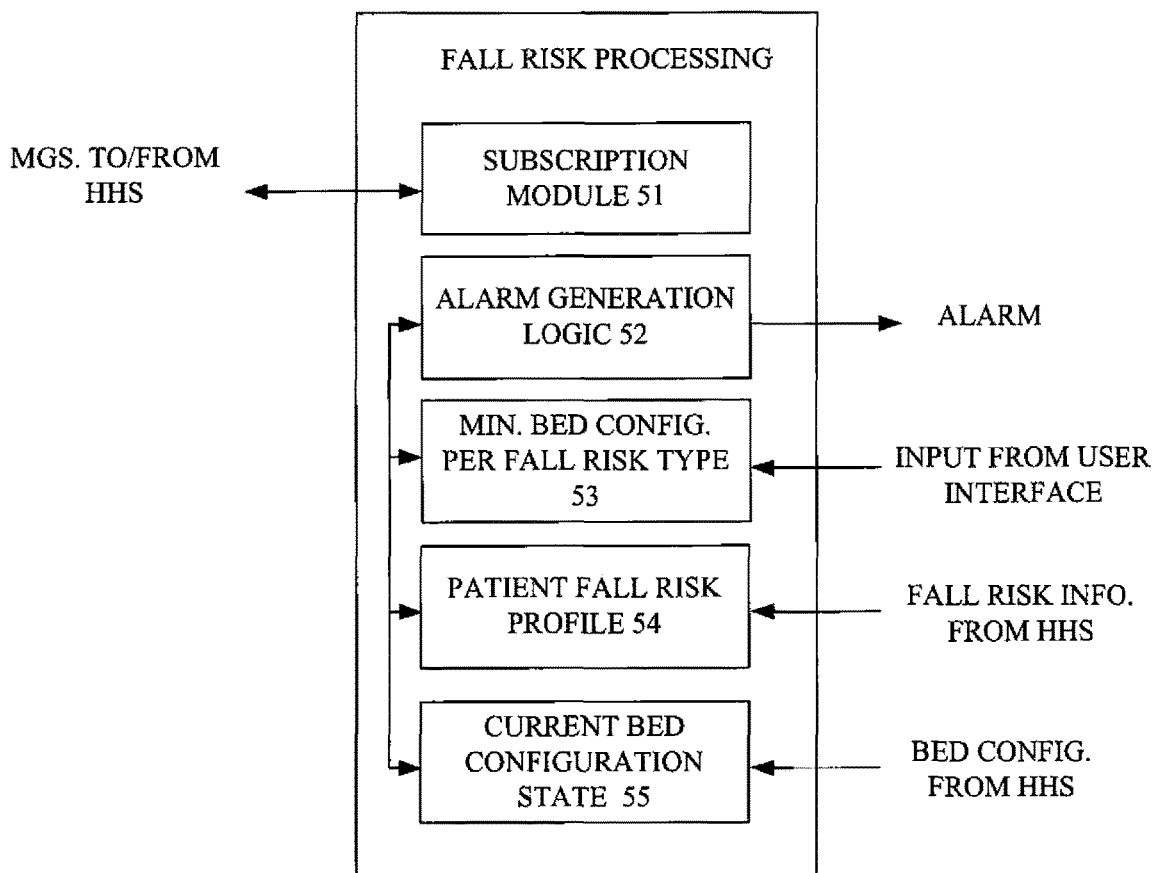 FALL RISK PROCESSING
MGS. TO/FROM
HHS
SUBSCRIPTION
MODULE 51
ALARM GENERATION
LOGIC 52
ALARM
MIN. BED CONFIG.
PER FALL RISK TYPE
53
INPUT FROM USER
INTERFACE
PATIENT FALL RISK
PROFILE 54
FALL RISK INFO.
FROM HHS
CURRENT BED
CONFIGURATION
STATE 55
BED CONFIG.
FROM HHS